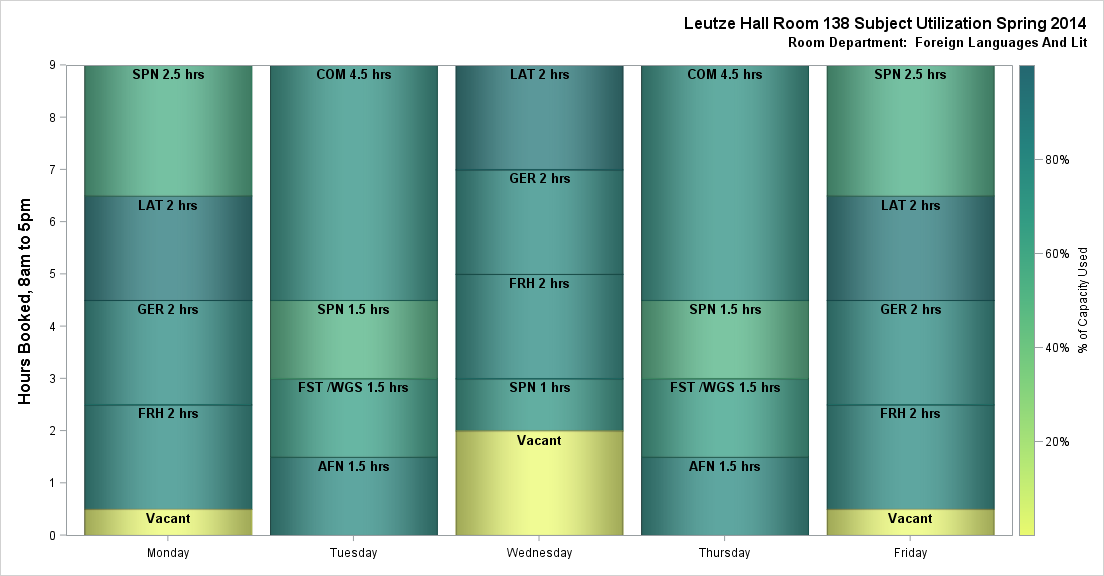 Leutze Hall Room 138 Subject Utilization Spring 2014
Room Department:  Foreign Languages And Lit
Hours Booked, 8am to 5pm
9
8
7
6
5
4
3
2
1
0
SPN 2.5 hrs
LAT 2 hrs
GER 2 hrs
FRH 2 hrs
Vacant
COM 4.5 hrs
SPN 1.5 hrs
FST /WGS 1.5 hrs
AFN 1.5 hrs
LAT 2 hrs
GER 2 hrs
FRH 2 hrs
SPN 1 hrs
Vacant
COM 4.5 hrs
SPN 1.5 hrs
FST /WGS 1.5 hrs
AFN 1.5 hrs
SPN 2.5 hrs
LAT 2 hrs
GER 2 hrs
FRH 2 hrs
Vacant
Monday
Tuesday
Wednesday
Thursday
Friday
80%
60%
40%
20%
% of Capacity Used